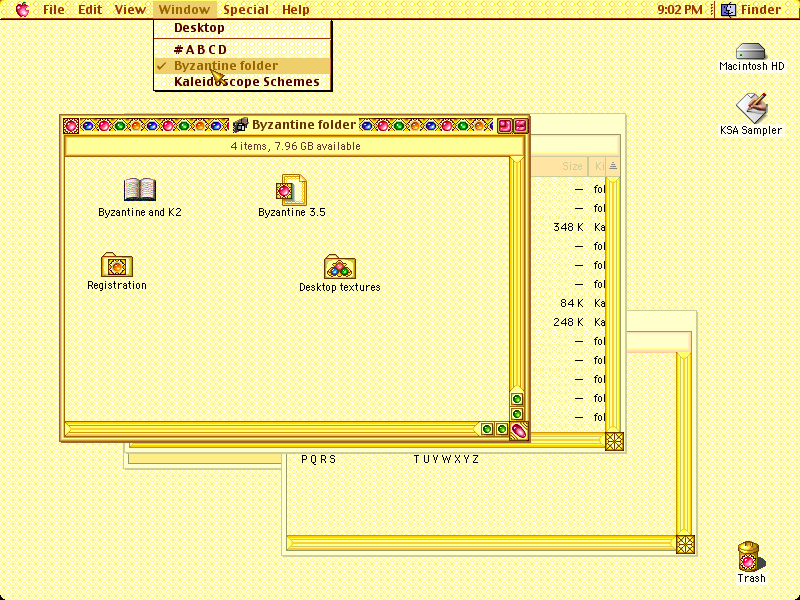 File Edit View Window Special Help 9:02 PM Finder
Desktop
# A B C D
Byzantine folder
Kaleidoscope Schemes
Macintosh HD
KSA Sampler
Byzantine folder
4 items, 7.96 GB available
Byzantine and K2
Byzantine 3.5
Registration
Desktop textures
Size Ki
— fol
— fol
348 K Ka
— fol
— fol
— fol
84 K Ka
248 K Ka
— fol
— fol
— fol
— fol
— fol
P Q R S
T U V W X Y Z
Trash